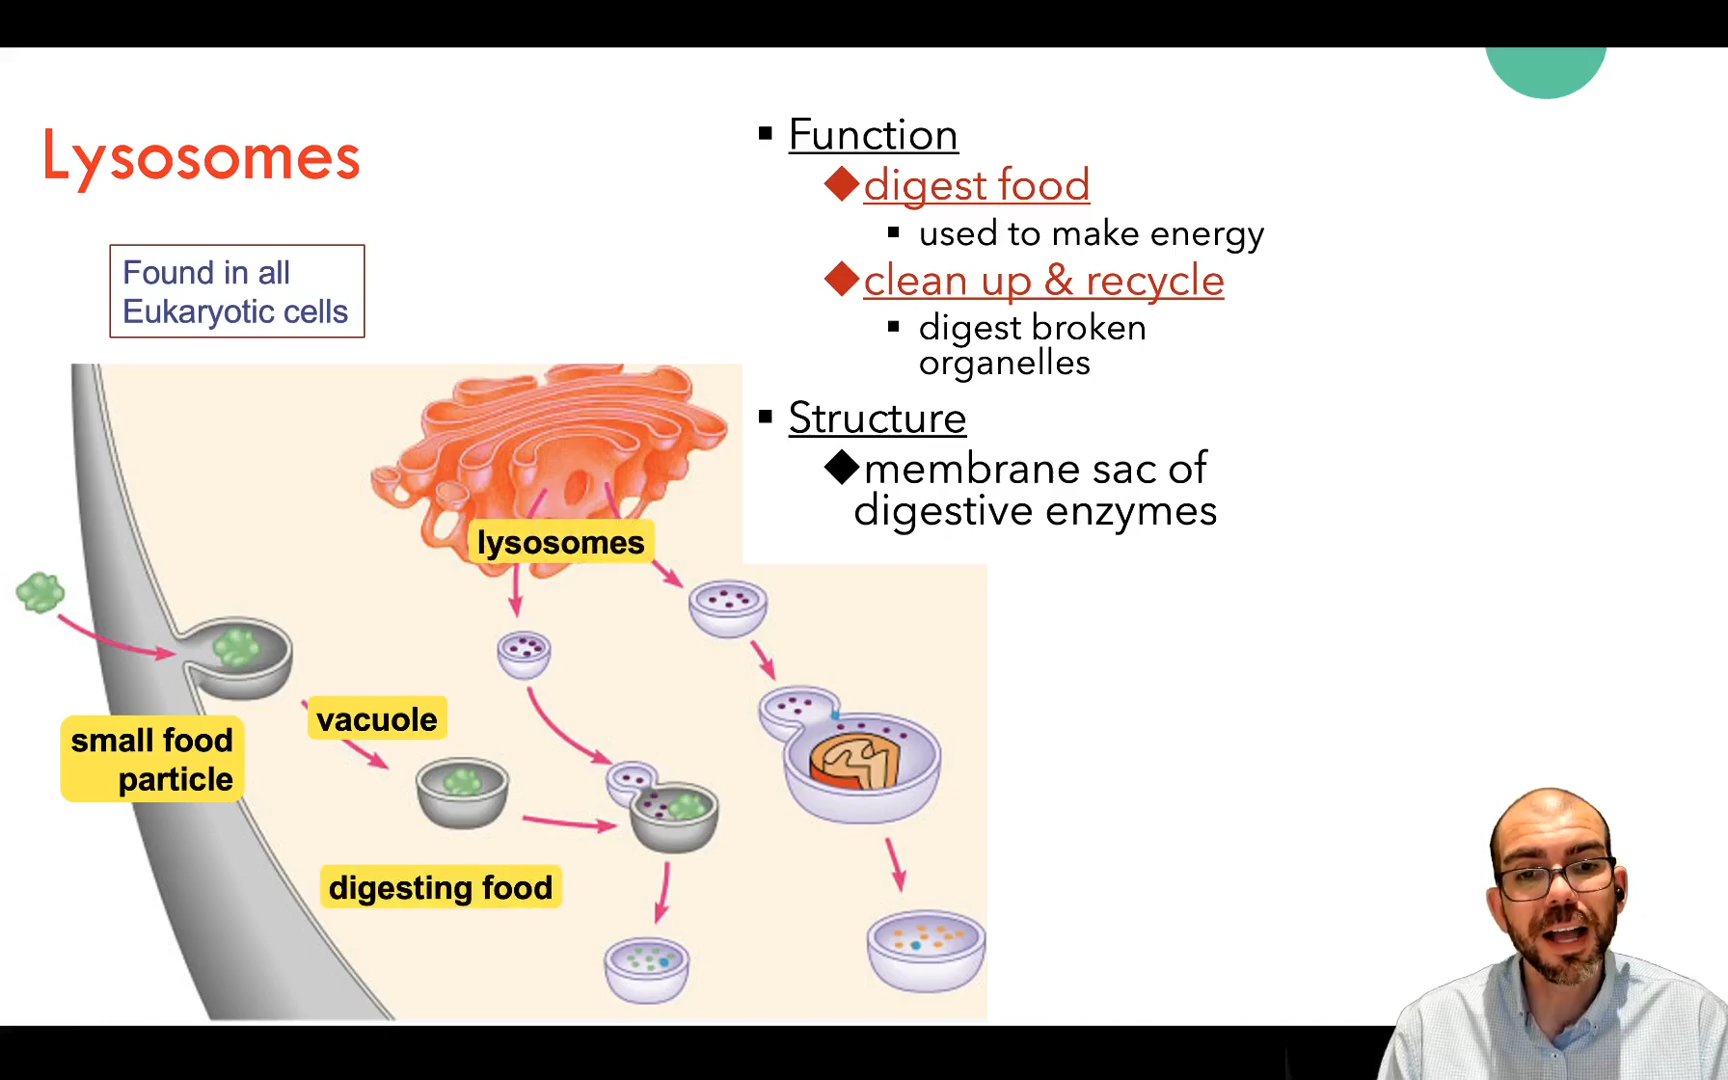 Lysosomes
Found in all
Eukaryotic cells
▪ Function
◆digest food
▪ used to make energy
◆clean up & recycle
▪ digest broken
organelles
▪ Structure
◆membrane sac of
digestive enzymes
lysosomes
vacuole
small food
particle
digesting food